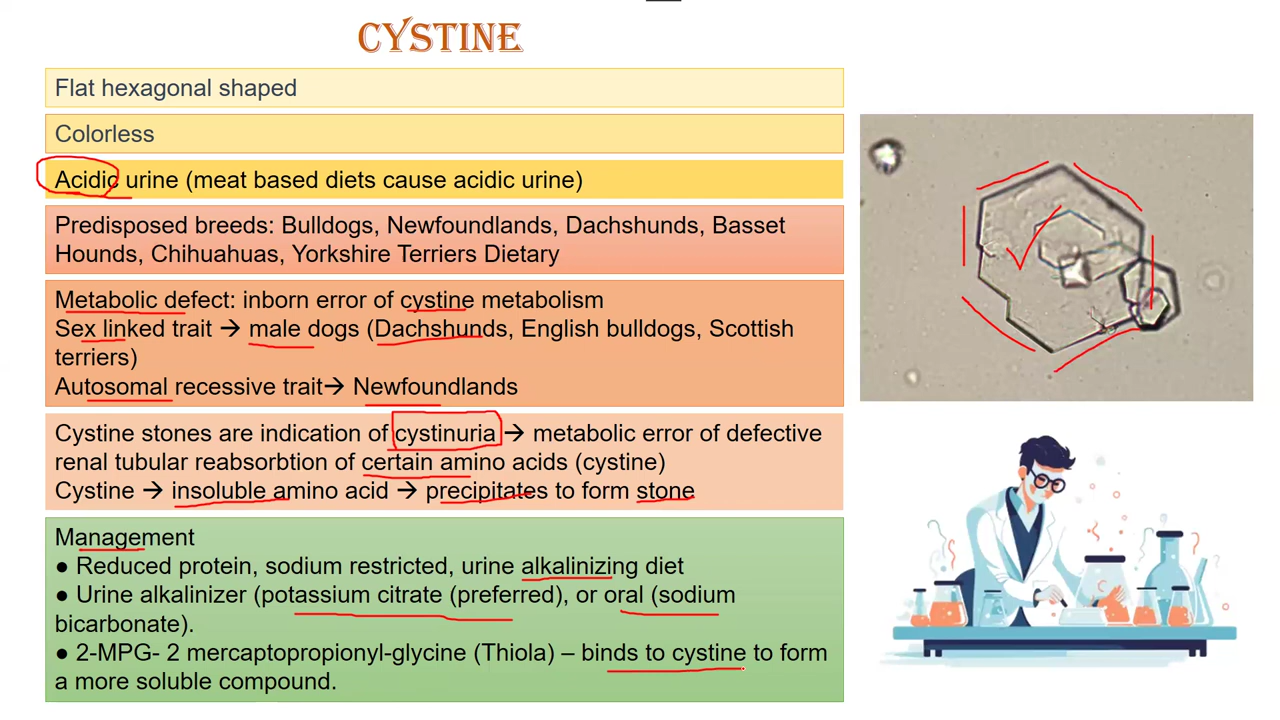 CYSTINE
Flat hexagonal shaped
Colorless
Acidic urine (meat based diets cause acidic urine)
Predisposed breeds: Bulldogs, Newfoundlands, Dachshunds, Basset
Hounds, Chihuahuas, Yorkshire Terriers Dietary
Metabolic defect: inborn error of cystine metabolism
Sex linked trait → male dogs (Dachshunds, English bulldogs, Scottish
terriers)
Autosomal recessive trait→ Newfoundlands
Cystine stones are indication of cystinuria → metabolic error of defective
renal tubular reabsorbtion of certain amino acids (cystine)
Cystine → insoluble amino acid → precipitates to form stone
Management
● Reduced protein, sodium restricted, urine alkalinizing diet
● Urine alkalinizer (potassium citrate (preferred), or oral (sodium
bicarbonate).
● 2-MPG- 2 mercaptopropionyl-glycine (Thiola) – binds to cystine to form
a more soluble compound.